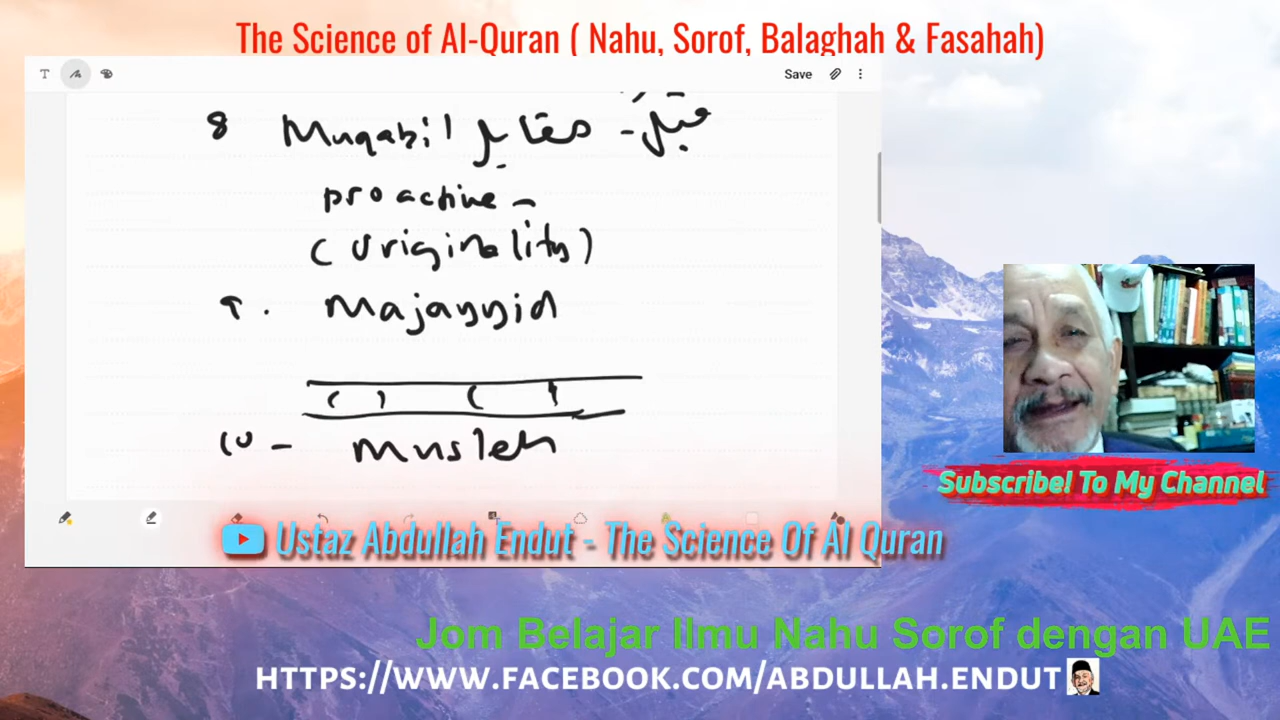 The Science of Al-Quran ( Nahu, Sorof, Balaghah & Fasahah)
T
Save
8 Muqabil مقابل - قبل
proactive -
(Originality)
9. Majayyid
10 - Musleh
Subscribe! To My Channel
Ustaz Abdullah Endut - The Science Of Al Quran
Jom Belajar Ilmu Nahu Sorof dengan UAE
HTTPS://WWW.FACEBOOK.COM/ABDULLAH.ENDUT